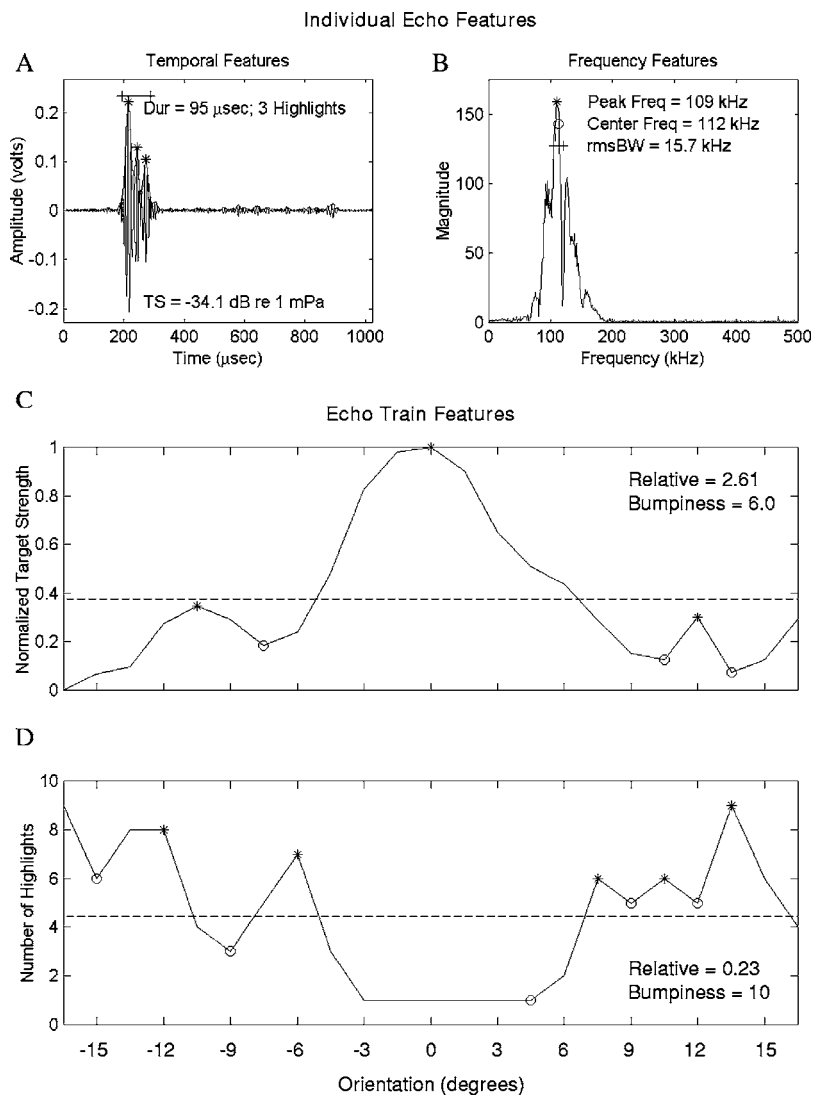 Individual Echo Features
A
Temporal Features
Dur = 95 μsec; 3 Highlights
TS = -34.1 dB re 1 mPa
Amplitude (volts)
0.2
0.1
0
-0.1
-0.2
0 200 400 600 800 1000
Time (μsec)
B
Frequency Features
Peak Freq = 109 kHz
Center Freq = 112 kHz
rmsBW = 15.7 kHz
Magnitude
150
100
50
0
0 100 200 300 400 500
Frequency (kHz)
C
Echo Train Features
Relative = 2.61
Bumpiness = 6.0
Normalized Target Strength
1
0.8
0.6
0.4
0.2
0
D
Number of Highlights
10
8
6
4
2
0
Relative = 0.23
Bumpiness = 10
-15 -12 -9 -6 -3 0 3 6 9 12 15
Orientation (degrees)